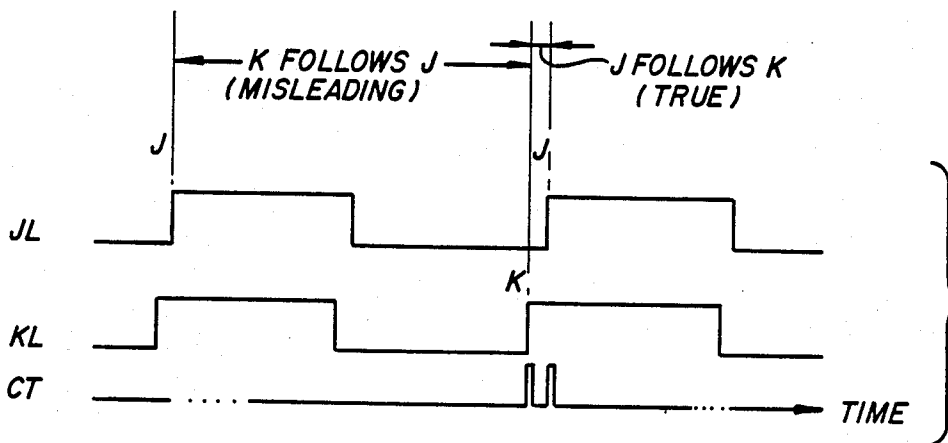 K FOLLOWS J
(MISLEADING)
J FOLLOWS K
(TRUE)
J
J
JL
K
KL
CT
....
....
TIME